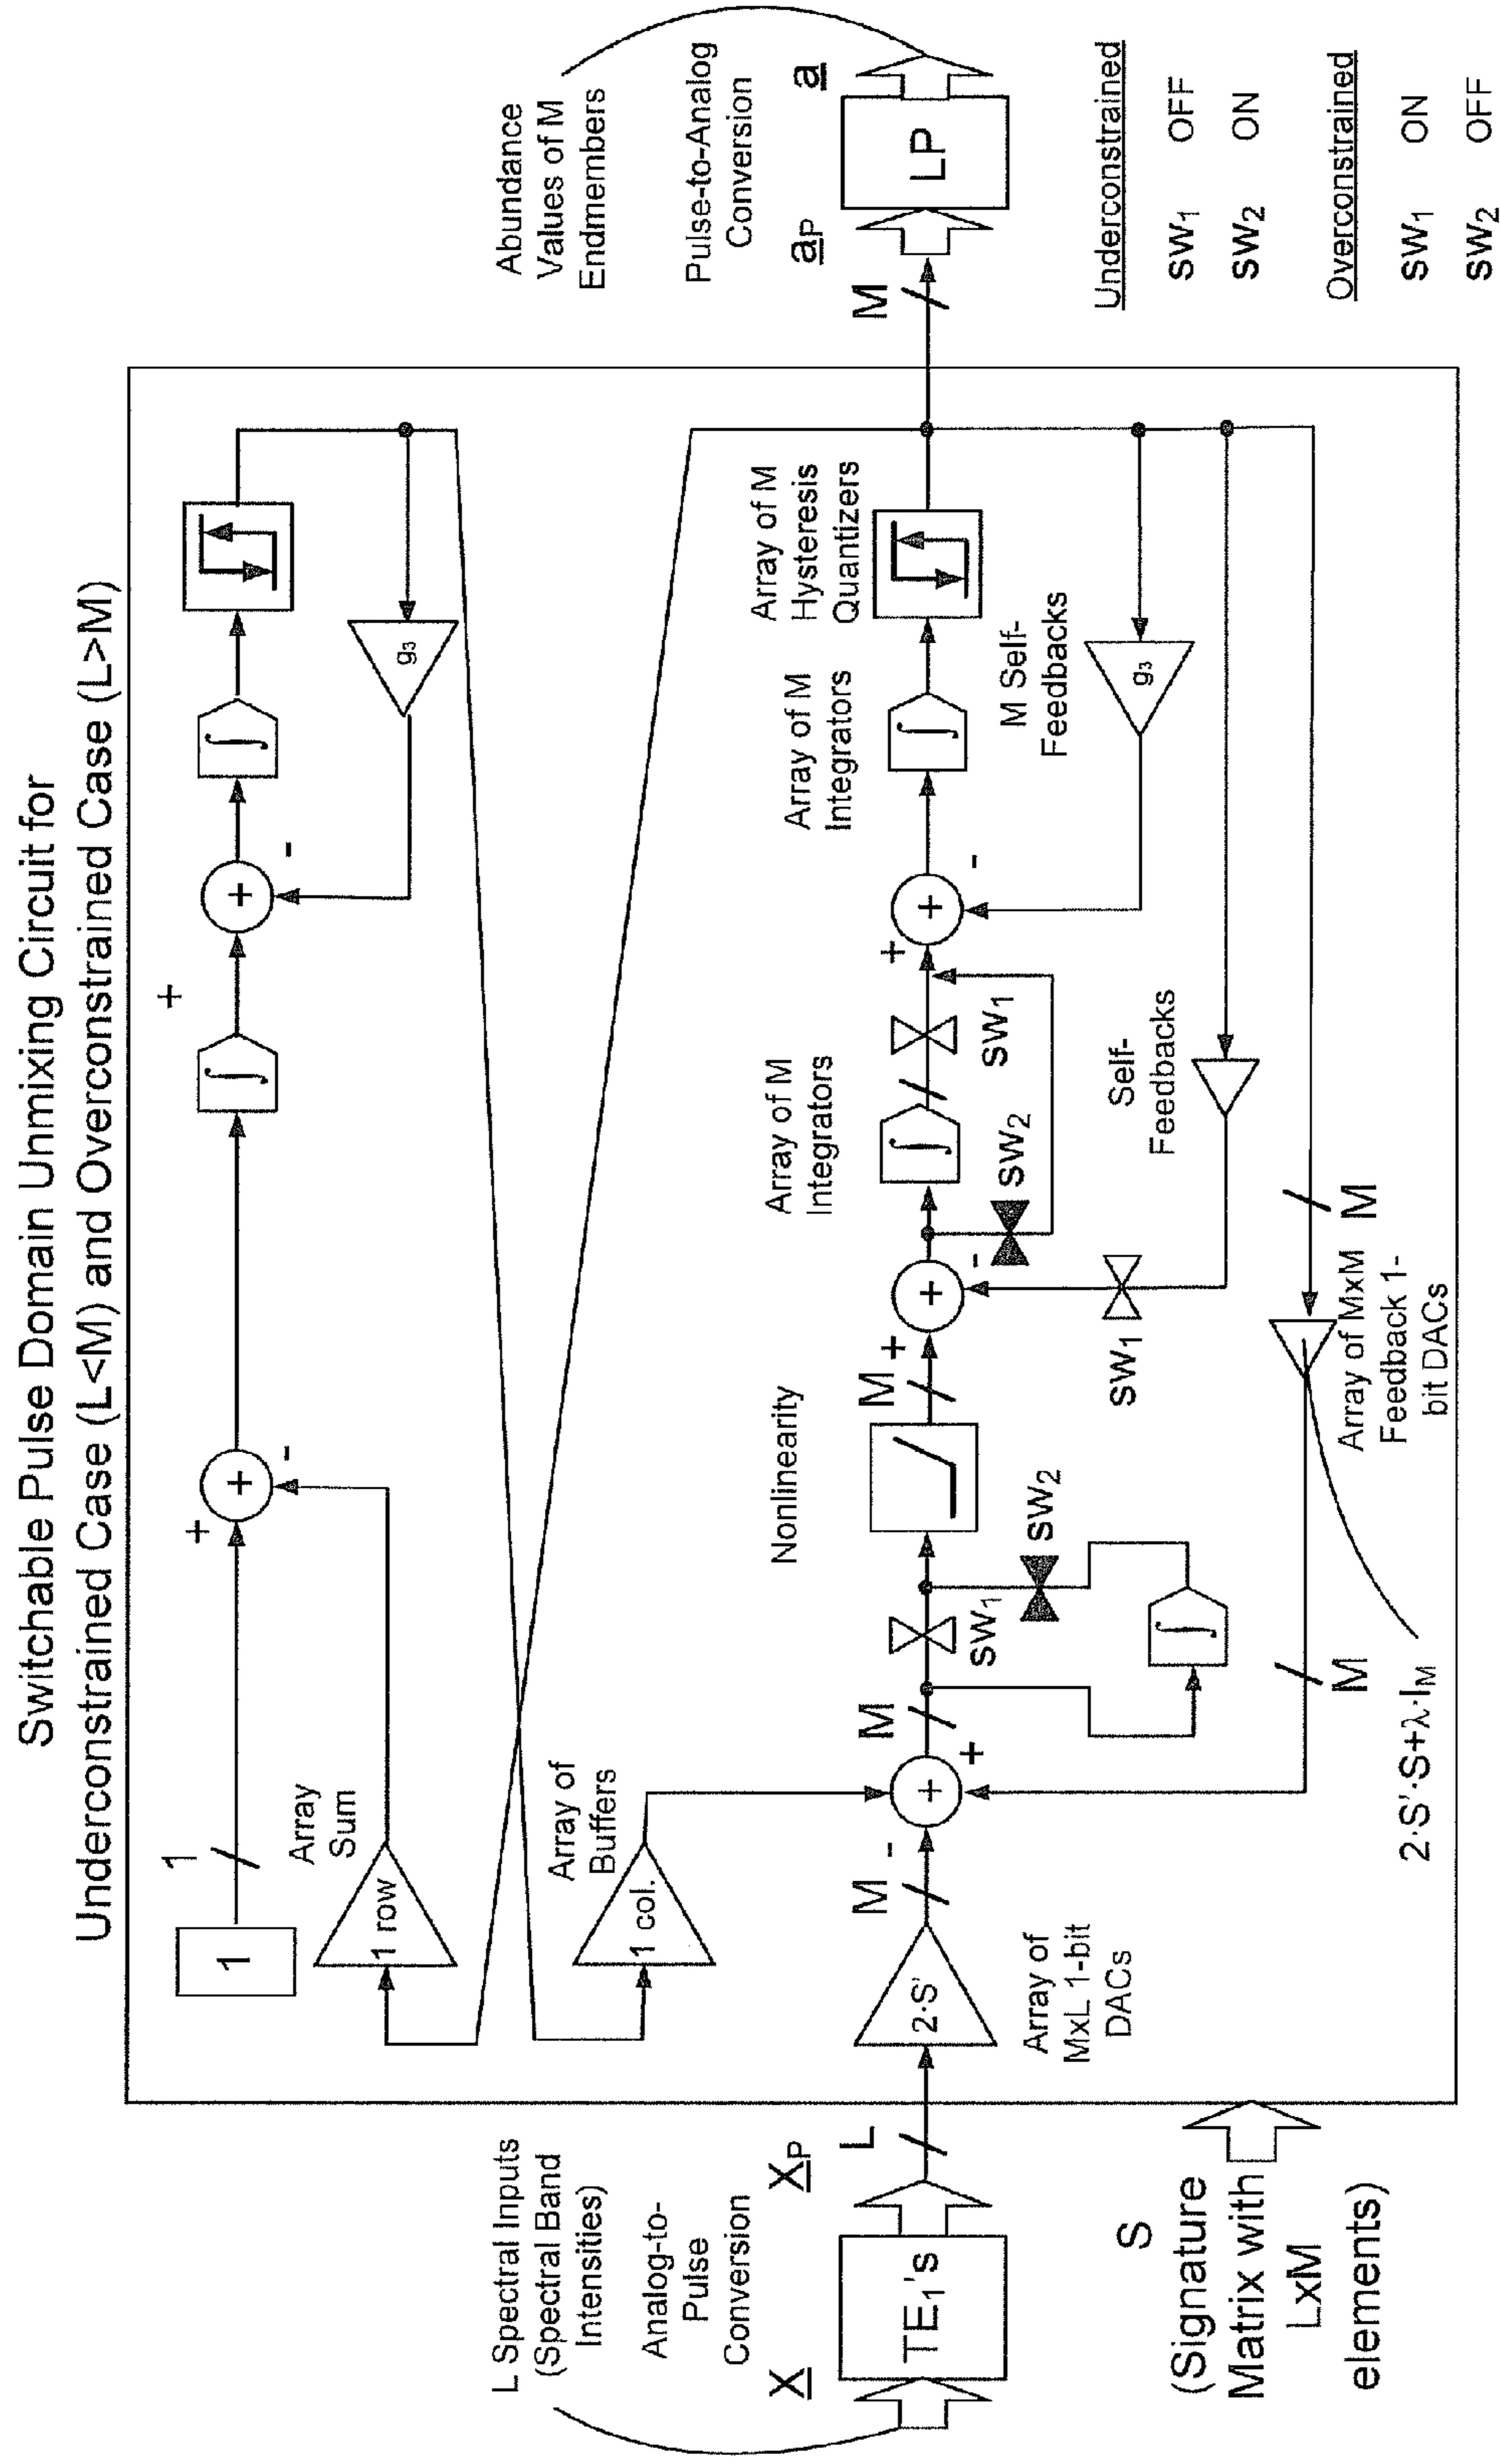 Switchable Pulse Domain Unmixing Circuit for
Underconstrained Case (L<M) and Overconstrained Case (L>M)
L Spectral Inputs
(Spectral Band
Intensities)
Analog-to-
Pulse
Conversion
X
XP
TE1's
L
S
(Signature
Matrix with
LxM
elements)
1
1
+
-
+
+
-
+
∫
∫
g3
1 row
Array
Sum
1 col.
Array of
Buffers
2·S'
Array of
MxL 1-bit
DACs
M
-
+
+
M
SW1
SW2
∫
Nonlinearity
M
+
+
-
SW1
SW2
Array of M
Integrators
∫
SW1
+
+
-
Array of M
Integrators
∫
Array of M
Hysteresis
Quantizers
M Self-
Feedbacks
g3
Self-
Feedbacks
M
M
Array of MxM
Feedback 1-
bit DACs
2·S'·S+λ·IM
M
Abundance
Values of M
Endmembers
Pulse-to-Analog
Conversion
aP
a
LP
Underconstrained
SW1 OFF
SW2 ON
Overconstrained
SW1 ON
SW2 OFF